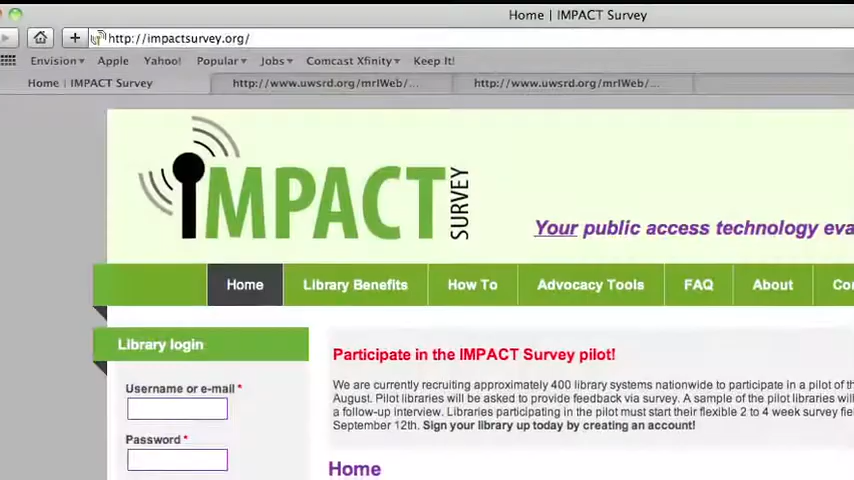 Home | IMPACT Survey
http://impactsurvey.org/
Envision Apple Yahoo! Popular Jobs Comcast Xfinity Keep It!
Home | IMPACT Survey http://www.uwsrd.org/mrIWeb/... http://www.uwsrd.org/mrIWeb/...
IMPACT SURVEY
Your public access technology eva
Home Library Benefits How To Advocacy Tools FAQ About Co
Library login
Participate in the IMPACT Survey pilot!
Username or e-mail *
We are currently recruiting approximately 400 library systems nationwide to participate in a pilot of th
August. Pilot libraries will be asked to provide feedback via survey. A sample of the pilot libraries will
a follow-up interview. Libraries participating in the pilot must start their flexible 2 to 4 week survey fie
September 12th. Sign your library up today by creating an account!
Password *
Home